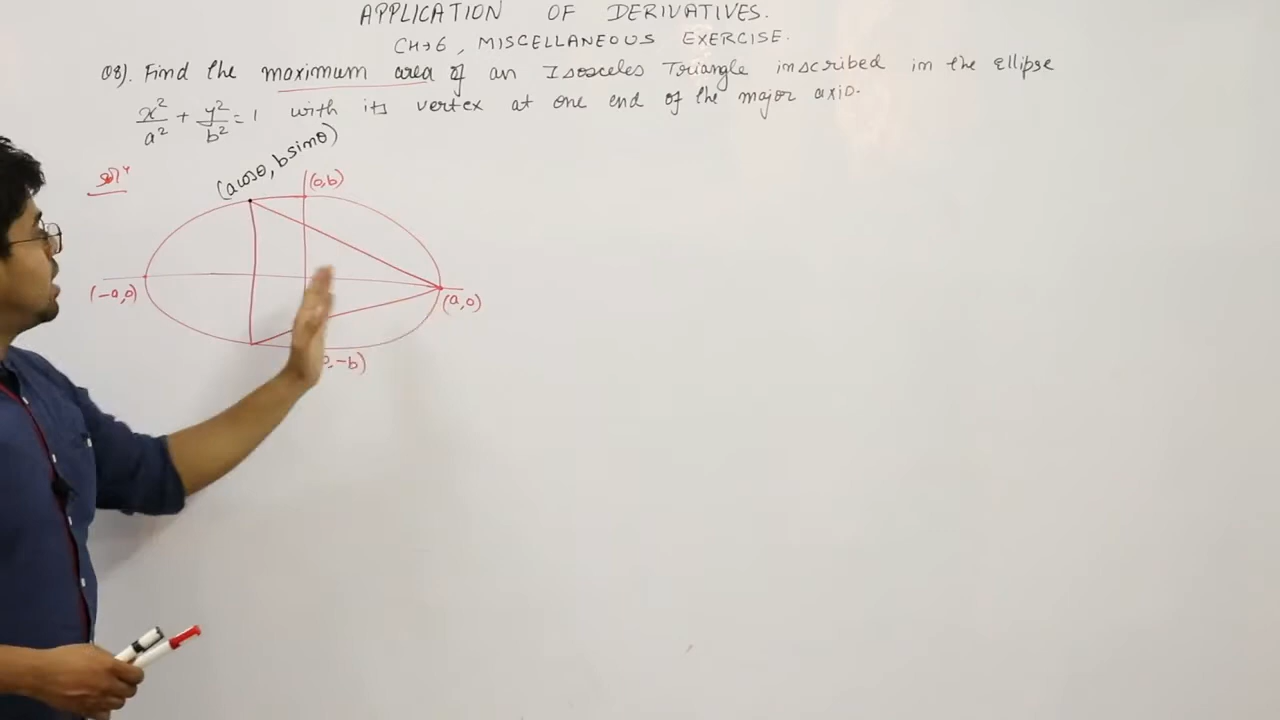 APPLICATION OF DERIVATIVES.
CH→6, MISCELLANEOUS EXERCISE.
Q8). Find the maximum area of an Isosceles Triangle inscribed in the ellipse
x²/a² + y²/b² = 1 with its vertex at one end of the major axis.
Solⁿ
(a cosθ, b sinθ)
(0,b)
(-a,0)
(a,0)
,-b)